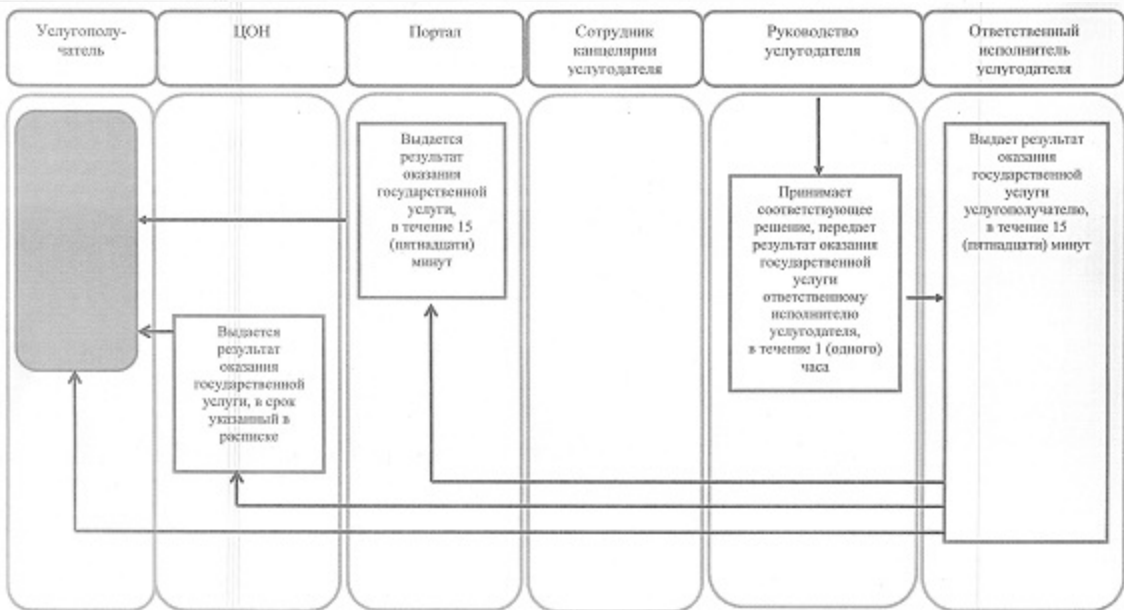 Услугополу-
чатель
ЦОН
Портал
Сотрудник
канцелярии
услугодателя
Руководство
услугодателя
Ответственный
исполнитель
услугодателя
Выдается
результат
оказания
государственной
услуги,
в течение 15
(пятнадцати)
минут
Выдает результат
оказания
государственной
услуги
услугополучателю,
в течение 15
(пятнадцати) минут
Принимает
соответствующее
решение, передает
результат оказания
государственной
услуги
ответственному
исполнителю
услугодателя,
в течение 1 (одного)
часа
Выдается
результат
оказания
государственной
услуги, в срок
указанный в
расписке